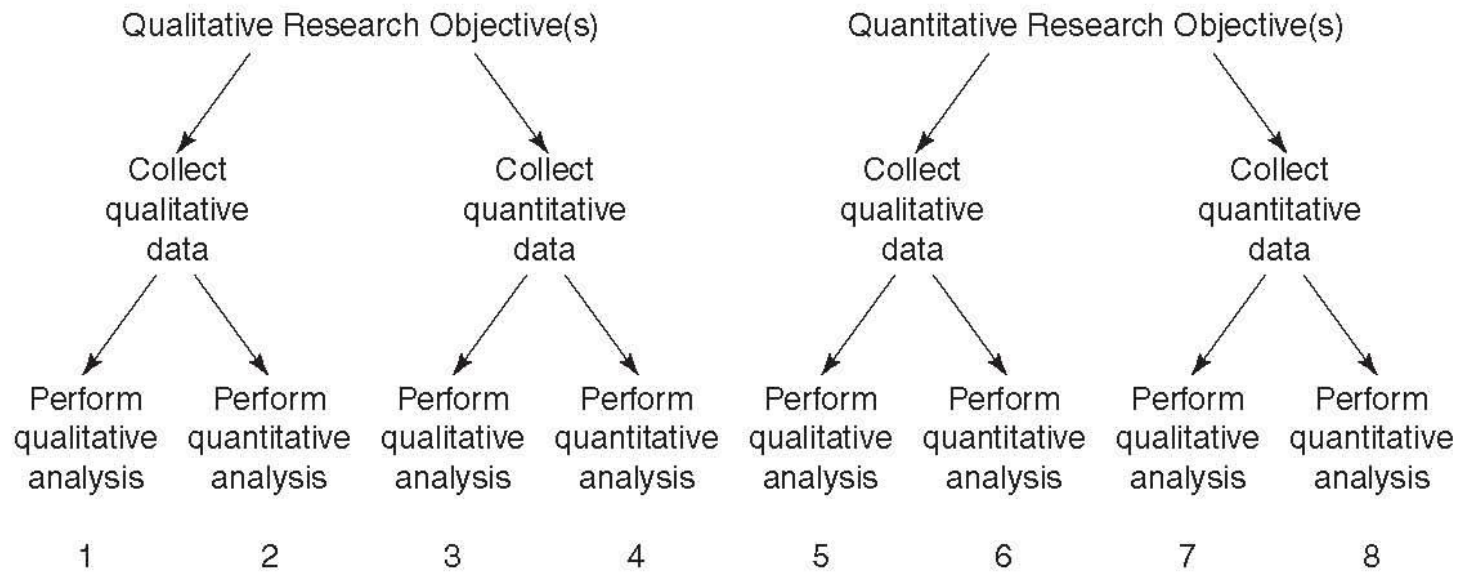 Qualitative Research Objective(s)
Quantitative Research Objective(s)
Collect
qualitative
data
Collect
quantitative
data
Collect
qualitative
data
Collect
quantitative
data
Perform
qualitative
analysis
Perform
quantitative
analysis
Perform
qualitative
analysis
Perform
quantitative
analysis
Perform
qualitative
analysis
Perform
quantitative
analysis
Perform
qualitative
analysis
Perform
quantitative
analysis
1
2
3
4
5
6
7
8